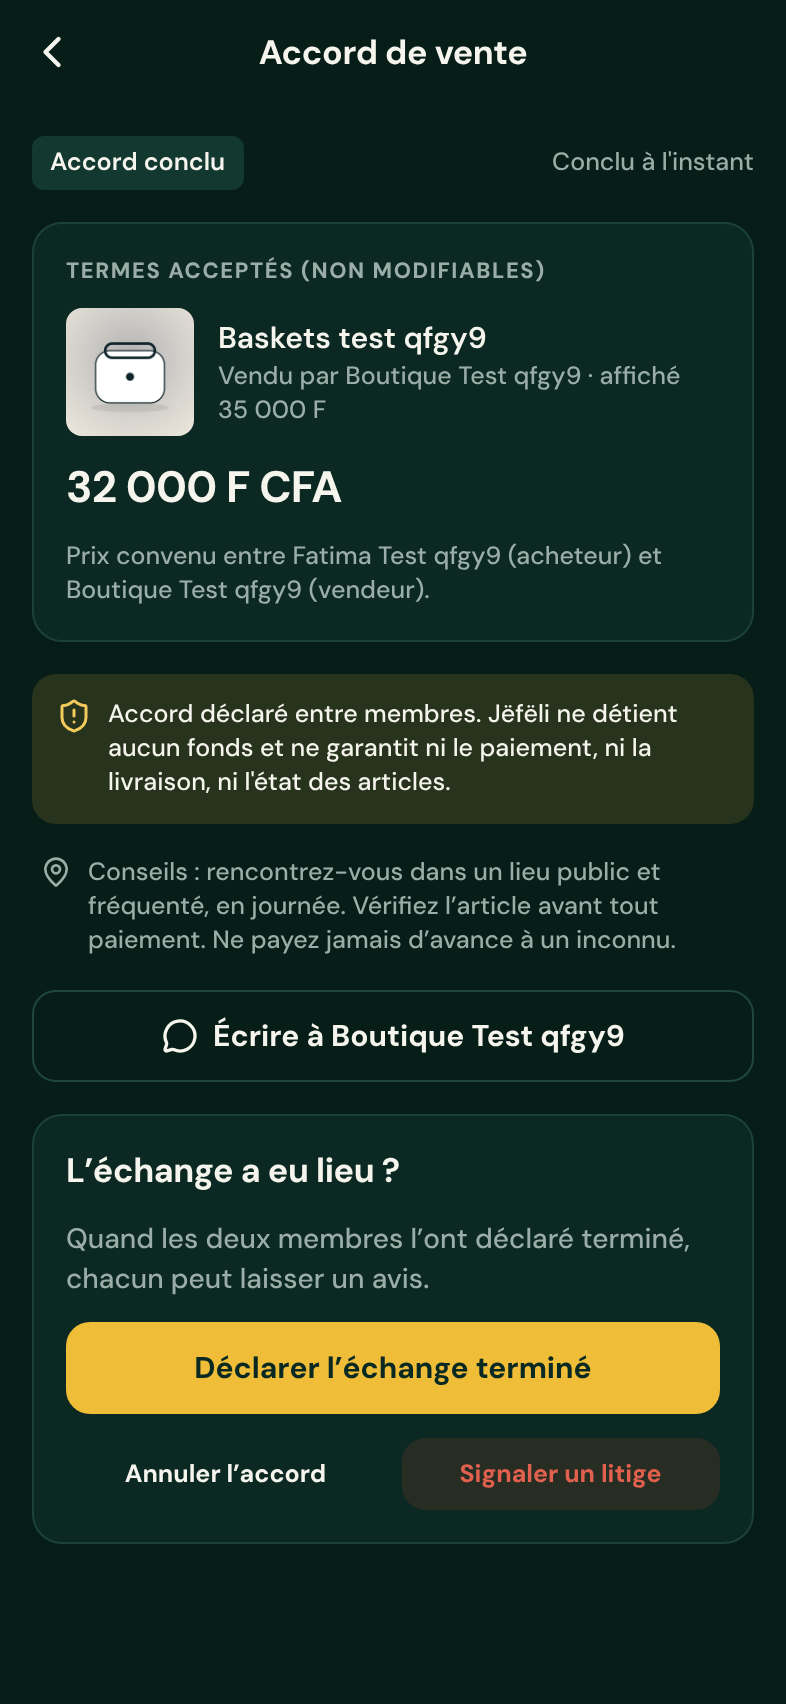 Accord de vente
Accord conclu
Conclu à l'instant
TERMES ACCEPTÉS (NON MODIFIABLES)
Baskets test qfgy9
Vendu par Boutique Test qfgy9 · affiché
35 000 F
32 000 F CFA
Prix convenu entre Fatima Test qfgy9 (acheteur) et
Boutique Test qfgy9 (vendeur).
Accord déclaré entre membres. Jëfëli ne détient
aucun fonds et ne garantit ni le paiement, ni la
livraison, ni l'état des articles.
Conseils : rencontrez-vous dans un lieu public et
fréquenté, en journée. Vérifiez l’article avant tout
paiement. Ne payez jamais d’avance à un inconnu.
Écrire à Boutique Test qfgy9
L’échange a eu lieu ?
Quand les deux membres l’ont déclaré terminé,
chacun peut laisser un avis.
Déclarer l’échange terminé
Annuler l’accord
Signaler un litige